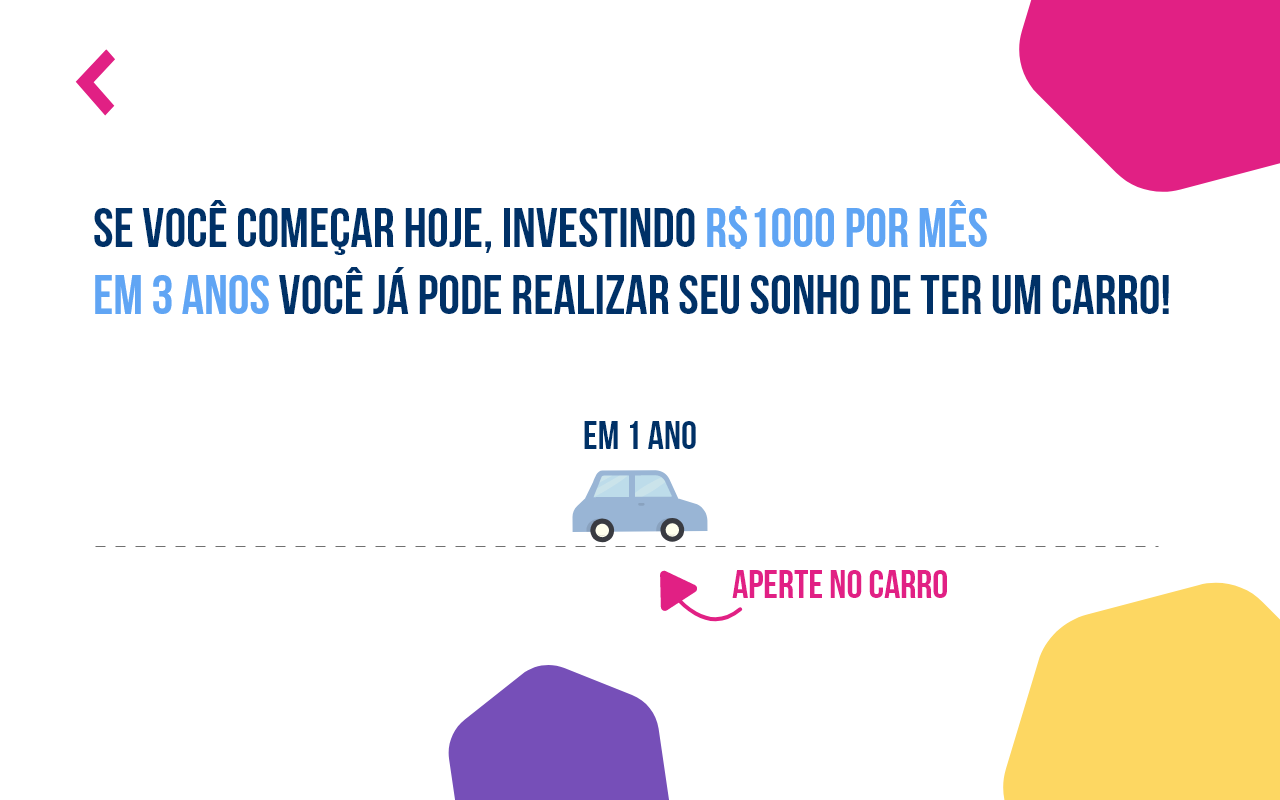 SE VOCÊ COMEÇAR HOJE, INVESTINDO R$1000 POR MÊS
EM 3 ANOS VOCÊ JÁ PODE REALIZAR SEU SONHO DE TER UM CARRO!
EM 1 ANO
APERTE NO CARRO